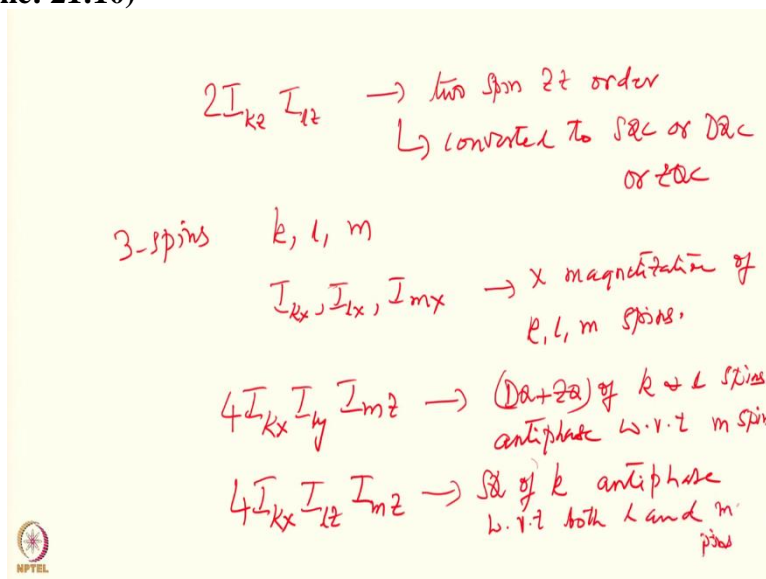 2I_kz I_lz → two spin zz order
↳ converted to SQC or DQC
or ZQC
3-spins k, l, m
I_kx, I_lx, I_mx → x magnetization of
k, l, m spins.
4I_kx I_ly I_mz → (DQ+ZQ) of k & l spins
antiphase w.r.t m spin
4I_kx I_lz I_mz → SQ of k antiphase
w.r.t both l and m
pins
NPTEL